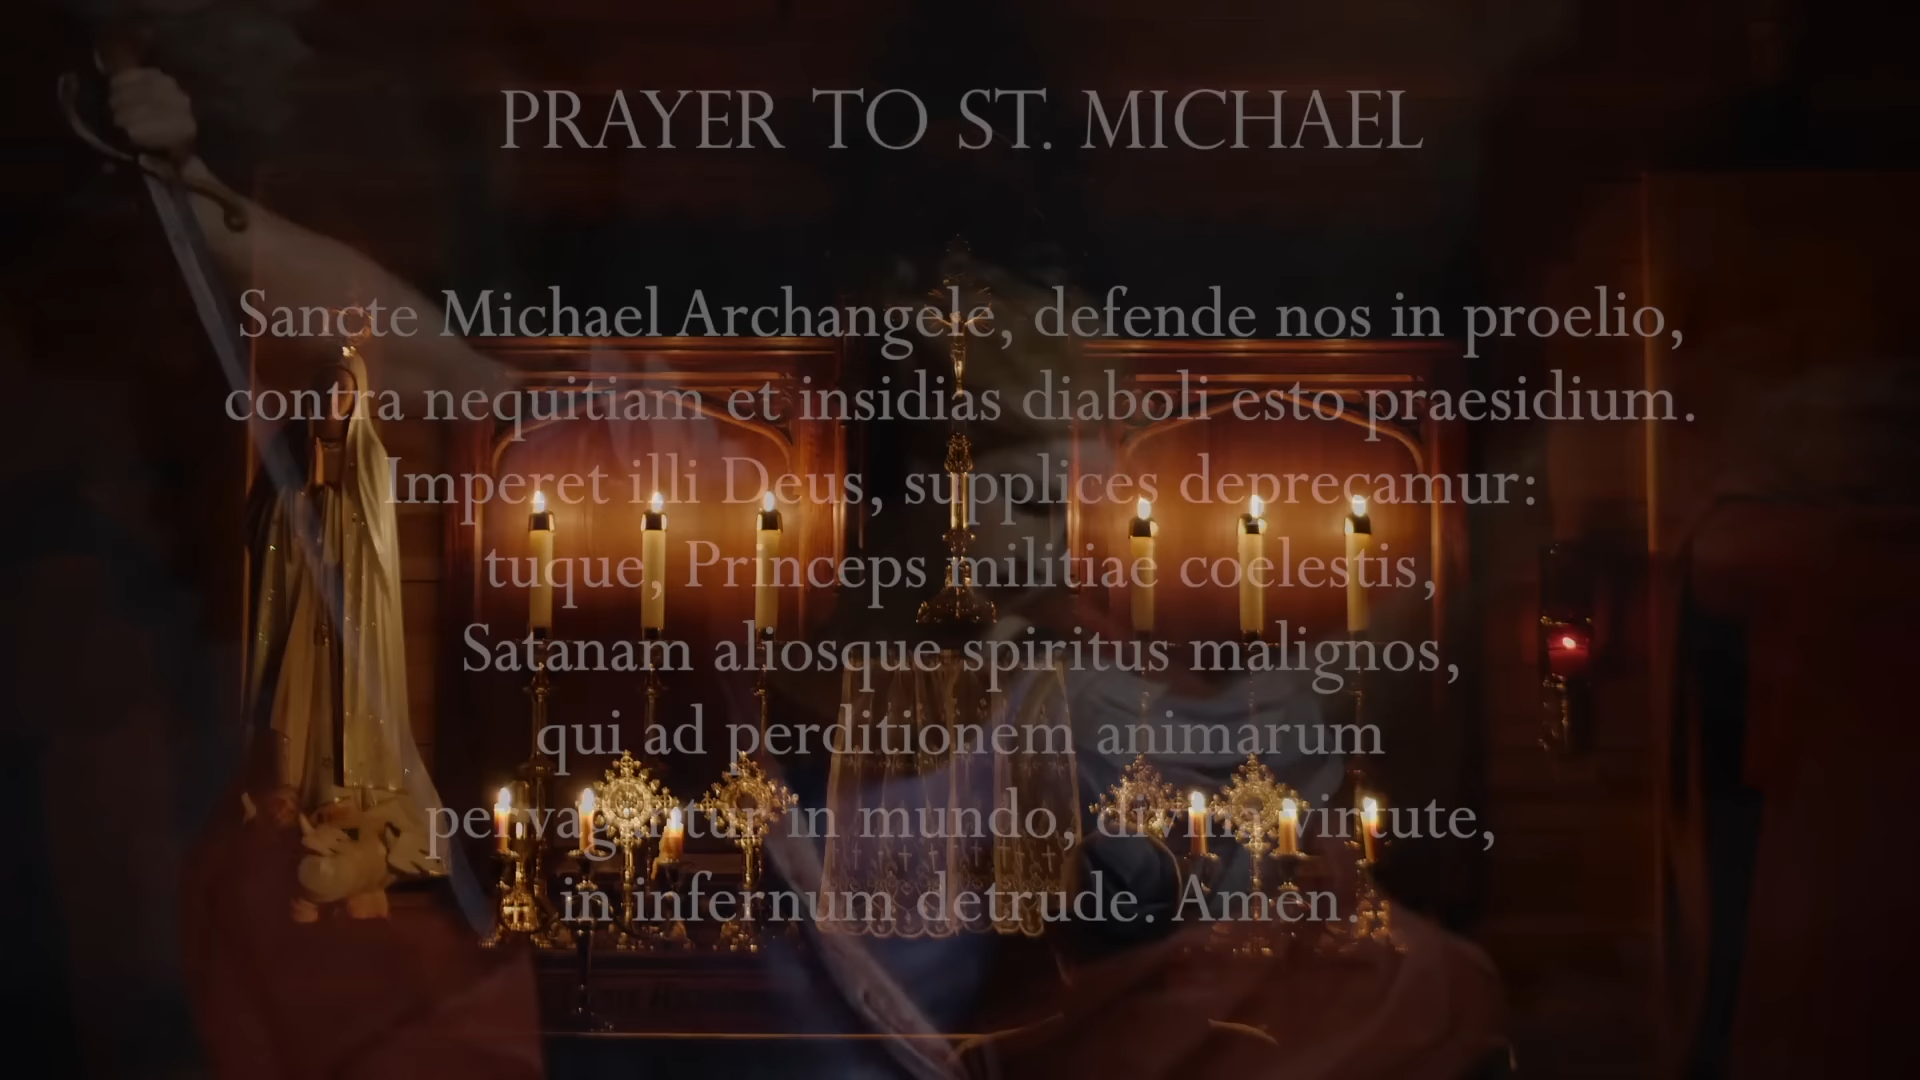 PRAYER TO ST. MICHAEL
Sancte Michael Archangele, defende nos in proelio,
contra nequitiam et insidias diaboli esto praesidium.
Imperet illi Deus, supplices deprecamur:
tuque, Princeps militiae coelestis,
Satanam aliosque spiritus malignos,
qui ad perditionem animarum
pervagantur in mundo, divina virtute,
in infernum detrude. Amen.